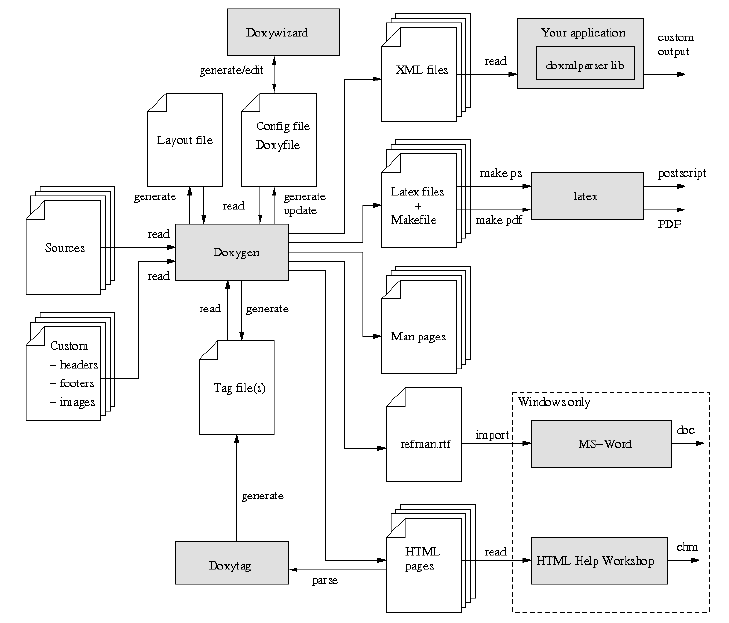 Doxywizard
generate/edit
XML files
read
Your application
doxmlparser lib
custom
output
Layout file
Config file
Doxyfile
generate
read
generate
update
Latex files
+
Makefile
make ps
make pdf
latex
postscript
PDF
Sources
read
read
Doxygen
Custom
– headers
– footers
– images
read
generate
Tag file(s)
Man pages
refman.rtf
import
Windows only
MS–Word
doc
generate
Doxytag
parse
HTML
pages
read
HTML Help Workshop
chm